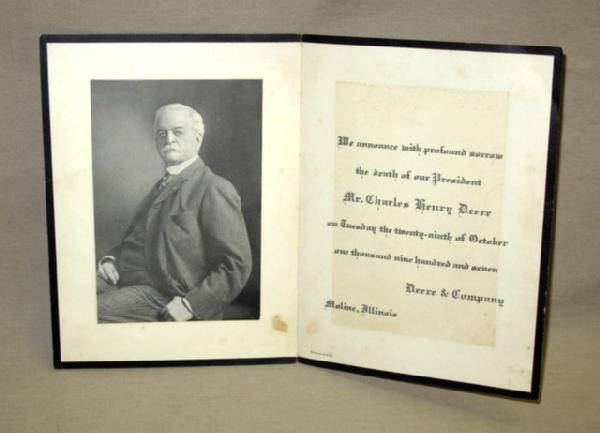 We announce with profound sorrow
the death of our President
Mr. Charles Henry Deere
on Tuesday the twenty-ninth of October
one thousand nine hundred and seven
Deere & Company
Moline, Illinois